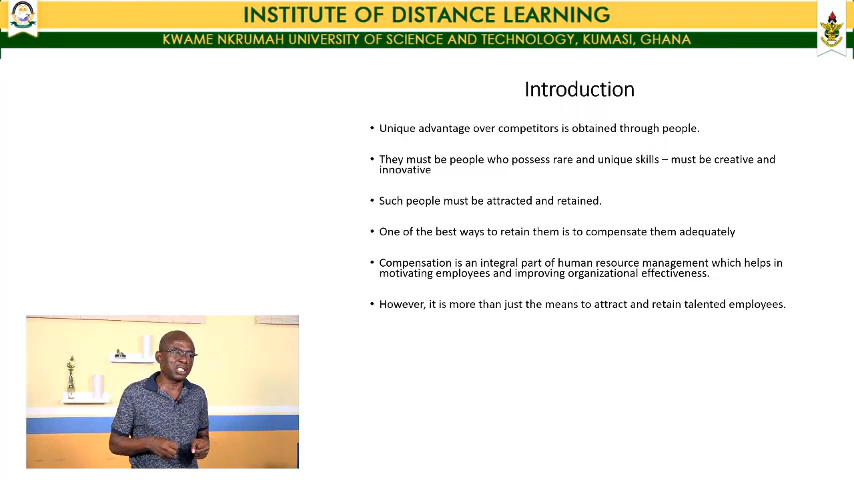 INSTITUTE OF DISTANCE LEARNING
KWAME NKRUMAH UNIVERSITY OF SCIENCE AND TECHNOLOGY, KUMASI, GHANA
Introduction
• Unique advantage over competitors is obtained through people.
• They must be people who possess rare and unique skills – must be creative and
innovative
• Such people must be attracted and retained.
• One of the best ways to retain them is to compensate them adequately
• Compensation is an integral part of human resource management which helps in
motivating employees and improving organizational effectiveness.
• However, it is more than just the means to attract and retain talented employees.